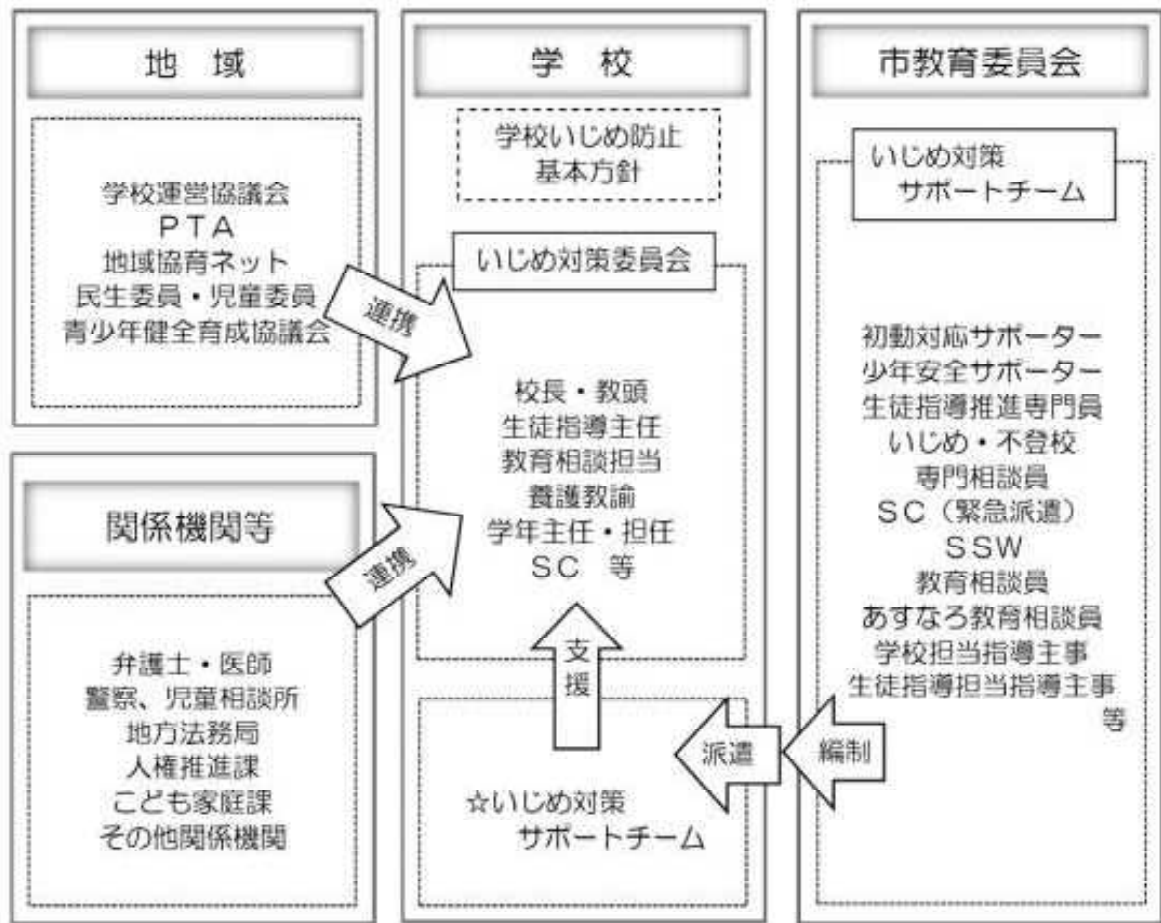 地 域
学校運営協議会
ＰＴＡ
地域協育ネット
民生委員・児童委員
青少年健全育成協議会
連携
関係機関等
弁護士・医師
警察、児童相談所
地方法務局
人権推進課
こども家庭課
その他関係機関
連携
学 校
学校いじめ防止
基本方針
いじめ対策委員会
校長・教頭
生徒指導主任
教育相談担当
養護教諭
学年主任・担任
ＳＣ 等
支援
☆いじめ対策
サポートチーム
派遣
編制
市教育委員会
いじめ対策
サポートチーム
初動対応サポーター
少年安全サポーター
生徒指導推進専門員
いじめ・不登校
専門相談員
ＳＣ（緊急派遣）
ＳＳＷ
教育相談員
あすなろ教育相談員
学校担当指導主事
生徒指導担当指導主事
等